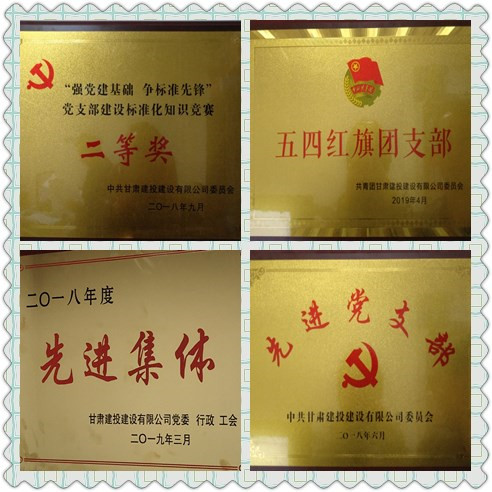 “强党建基础 争标准先锋”
党支部建设标准化知识竞赛
二等奖
中共甘肃建投建设有限公司委员会
二〇一八年九月
五四红旗团支部
共青团甘肃建投建设有限公司委员会
2019年4月
二〇一八年度
先进集体
甘肃建投建设有限公司党委 行政 工会
二〇一九年三月
先进党支部
中共甘肃建投建设有限公司委员会
二〇一八年六月